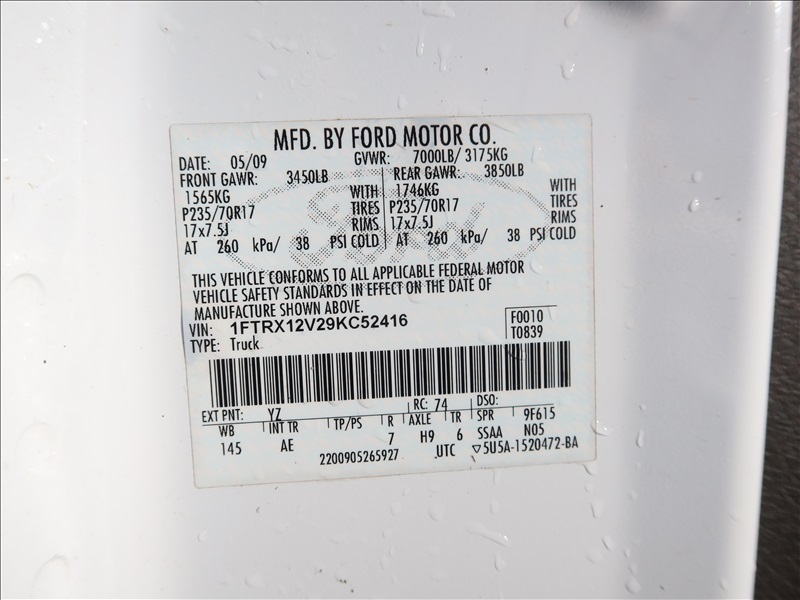 MFD. BY FORD MOTOR CO.
DATE: 05/09 GVWR: 7000LB/ 3175KG
FRONT GAWR: 3450LB REAR GAWR: 3850LB
1565KG WITH 1746KG WITH
P235/70R17 TIRES P235/70R17 TIRES
17x7.5J RIMS 17x7.5J RIMS
AT 260 kPa/ 38 PSI COLD AT 260 kPa/ 38 PSI COLD
Ford
THIS VEHICLE CONFORMS TO ALL APPLICABLE FEDERAL MOTOR
VEHICLE SAFETY STANDARDS IN EFFECT ON THE DATE OF
MANUFACTURE SHOWN ABOVE.
VIN: 1FTRX12V29KC52416 F0010
TYPE: Truck T0839
EXT PNT: YZ RC: 74 DSO:
WB INT TR TP/PS R AXLE TR SPR 9F615
145 AE 7 H9 6 SSAA N05
2200905265927 UTC ▽5U5A-1520472-BA